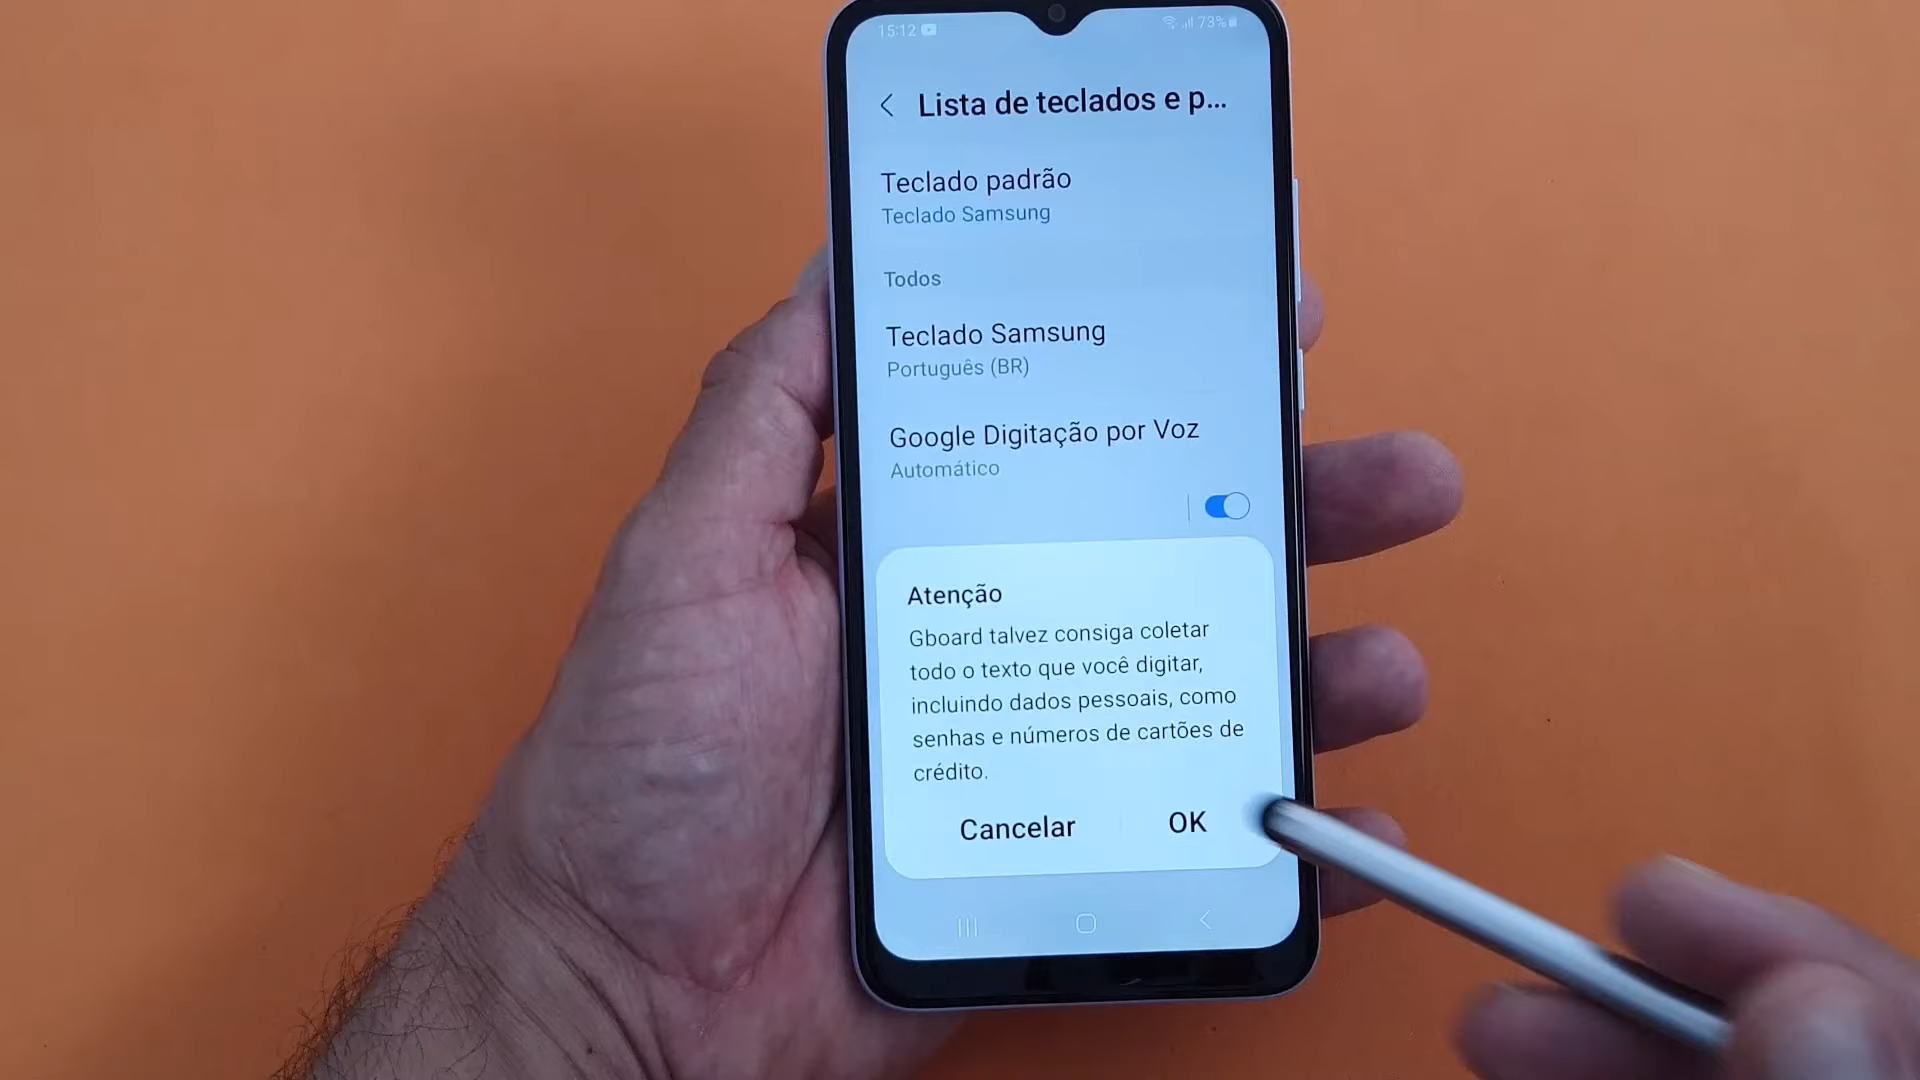 15:12
73%
Lista de teclados e p...
Teclado padrão
Teclado Samsung
Todos
Teclado Samsung
Português (BR)
Google Digitação por Voz
Automático
Atenção
Gboard talvez consiga coletar
todo o texto que você digitar,
incluindo dados pessoais, como
senhas e números de cartões de
crédito.
Cancelar
OK